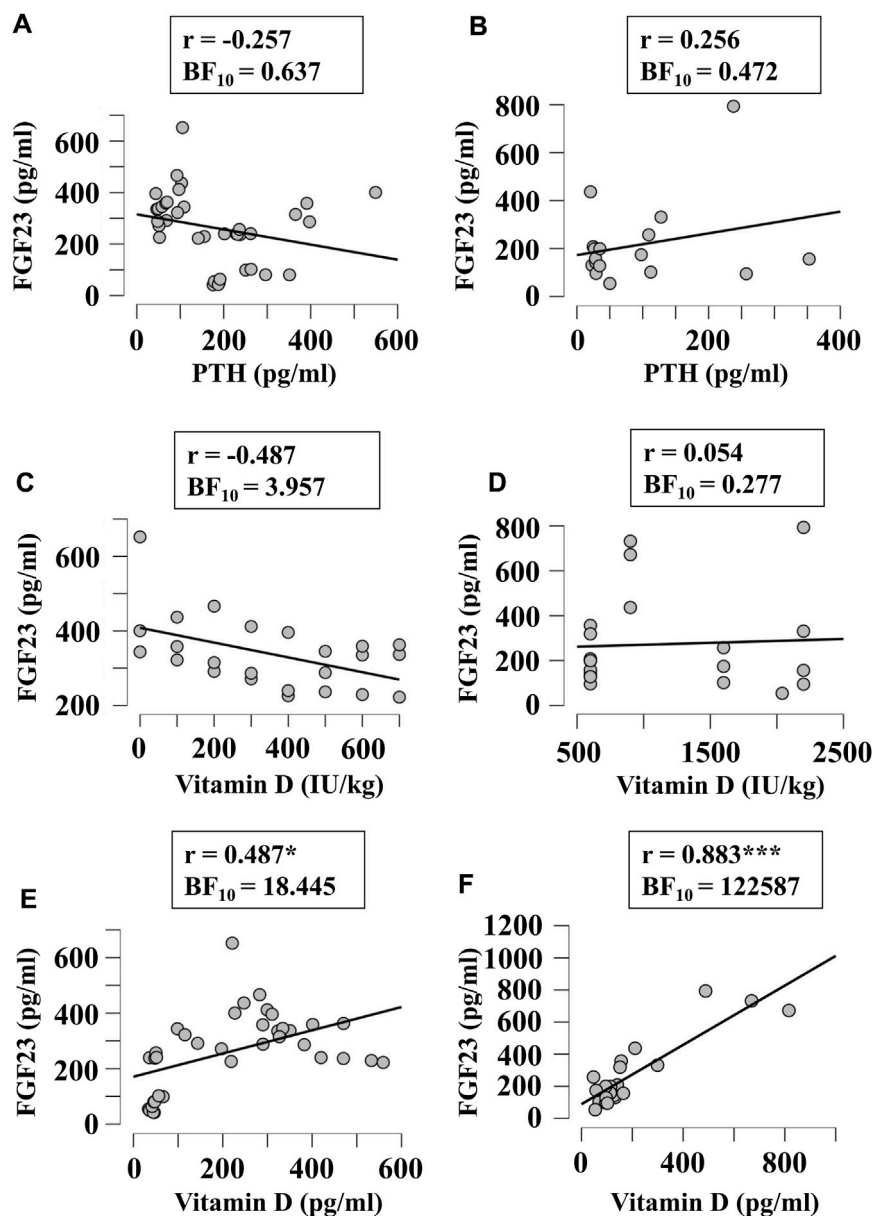 A
r = -0.257
BF₁₀ = 0.637
FGF23 (pg/ml)
600
400
200
0
0 200 400 600
PTH (pg/ml)
B
r = 0.256
BF₁₀ = 0.472
FGF23 (pg/ml)
800
600
400
200
0
0 200 400
PTH (pg/ml)
C
r = -0.487
BF₁₀ = 3.957
FGF23 (pg/ml)
600
400
200
0 200 400 600
Vitamin D (IU/kg)
D
r = 0.054
BF₁₀ = 0.277
FGF23 (pg/ml)
800
600
400
200
0
500 1500 2500
Vitamin D (IU/kg)
E
r = 0.487*
BF₁₀ = 18.445
FGF23 (pg/ml)
600
400
200
0
0 200 400 600
Vitamin D (pg/ml)
F
r = 0.883***
BF₁₀ = 122587
FGF23 (pg/ml)
1200
1000
800
600
400
200
0
0 400 800
Vitamin D (pg/ml)